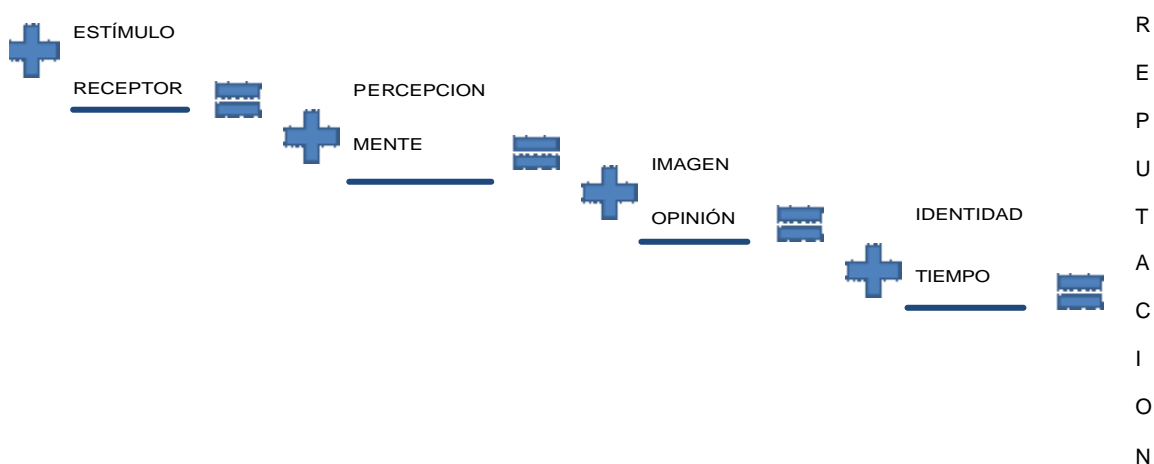 ESTÍMULO
RECEPTOR
PERCEPCION
MENTE
IMAGEN
OPINIÓN
IDENTIDAD
TIEMPO
R
E
P
U
T
A
C
I
O
N